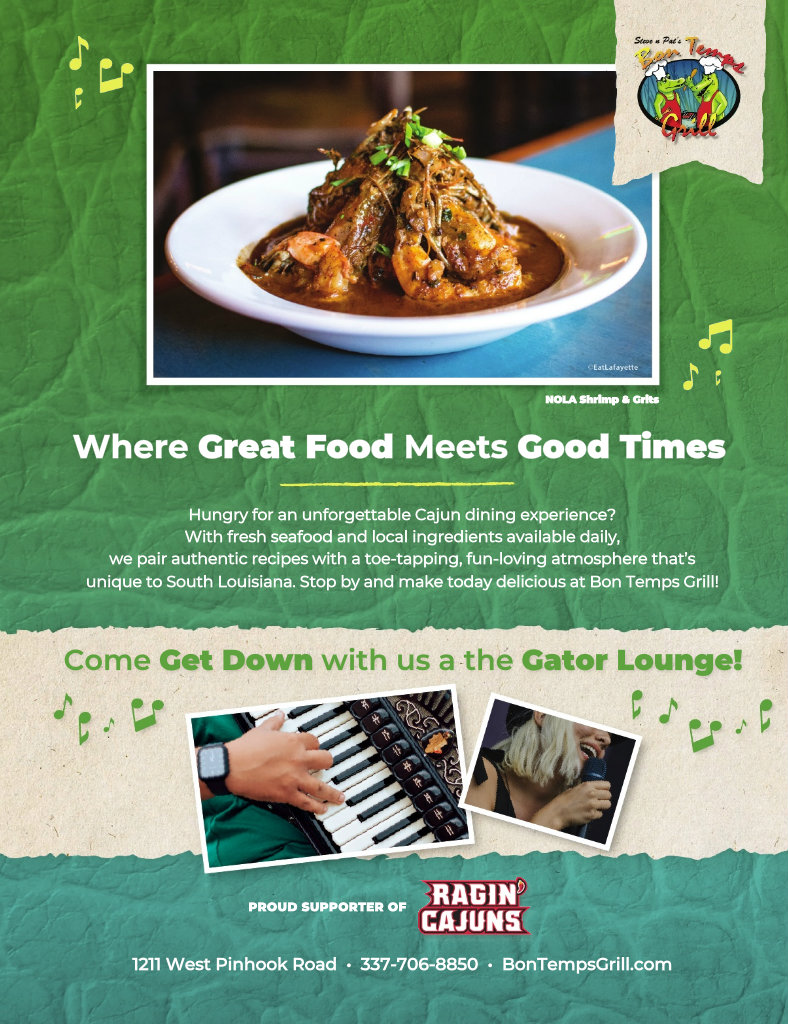 Steve n Pat's
Bon Temps
Grill
©EatLafayette
NOLA Shrimp & Grits
Where Great Food Meets Good Times
Hungry for an unforgettable Cajun dining experience?
With fresh seafood and local ingredients available daily,
we pair authentic recipes with a toe-tapping, fun-loving atmosphere that's
unique to South Louisiana. Stop by and make today delicious at Bon Temps Grill!
Come Get Down with us a the Gator Lounge!
PROUD SUPPORTER OF
RAGIN'
CAJUNS
1211 West Pinhook Road • 337-706-8850 • BonTempsGrill.com